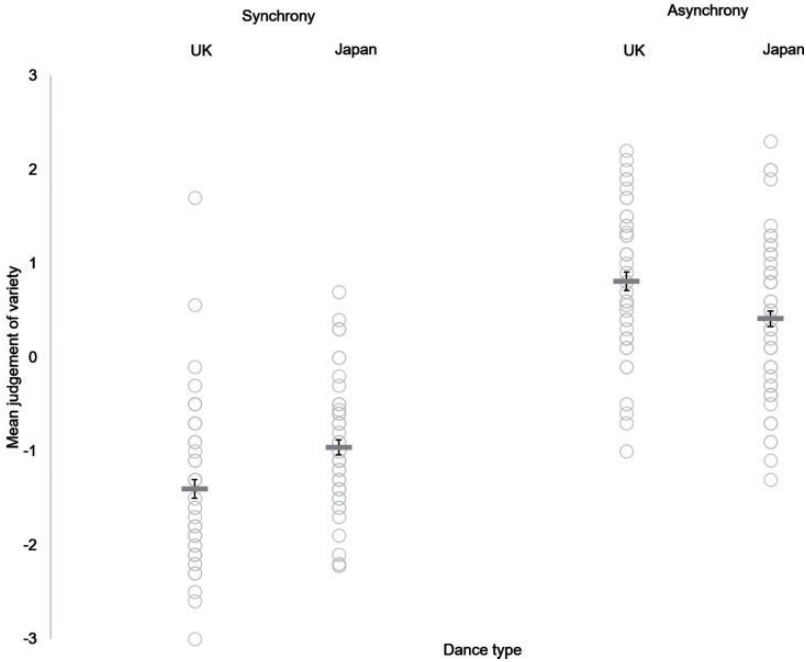 Synchrony
Asynchrony
UK
Japan
UK
Japan
3
2
1
0
-1
-2
-3
Mean judgement of variety
Dance type